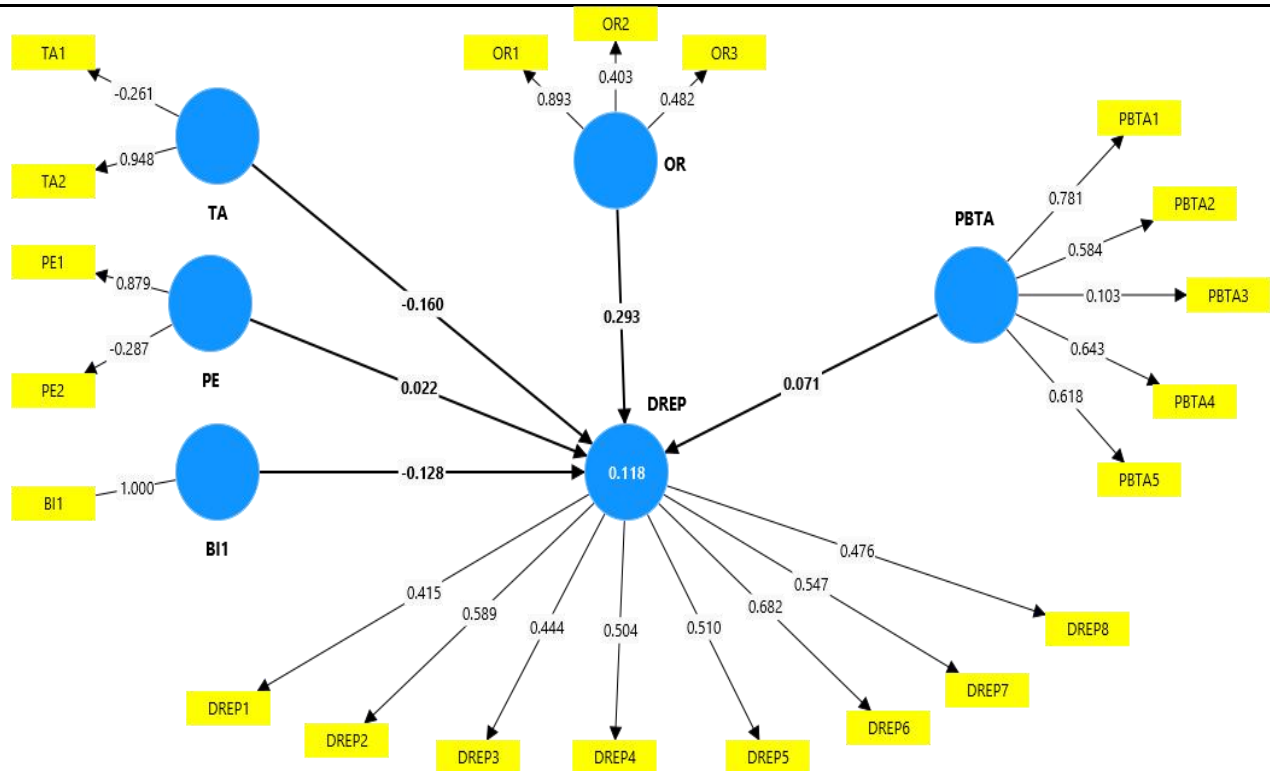 OR2
TA1
OR1
OR3
0.403
-0.261
0.893
0.482
PBTA1
0.948
OR
TA2
0.781
PBTA2
TA
PBTA
0.584
PE1
0.879
0.103
PBTA3
-0.160
0.293
-0.287
0.643
PE
0.022
0.071
0.618
PBTA4
PE2
DREP
-0.128
0.118
PBTA5
1.000
BI1
BI1
0.476
0.415
0.589
0.444
0.504
0.510
0.682
0.547
DREP8
DREP7
DREP1
DREP6
DREP2
DREP3
DREP4
DREP5